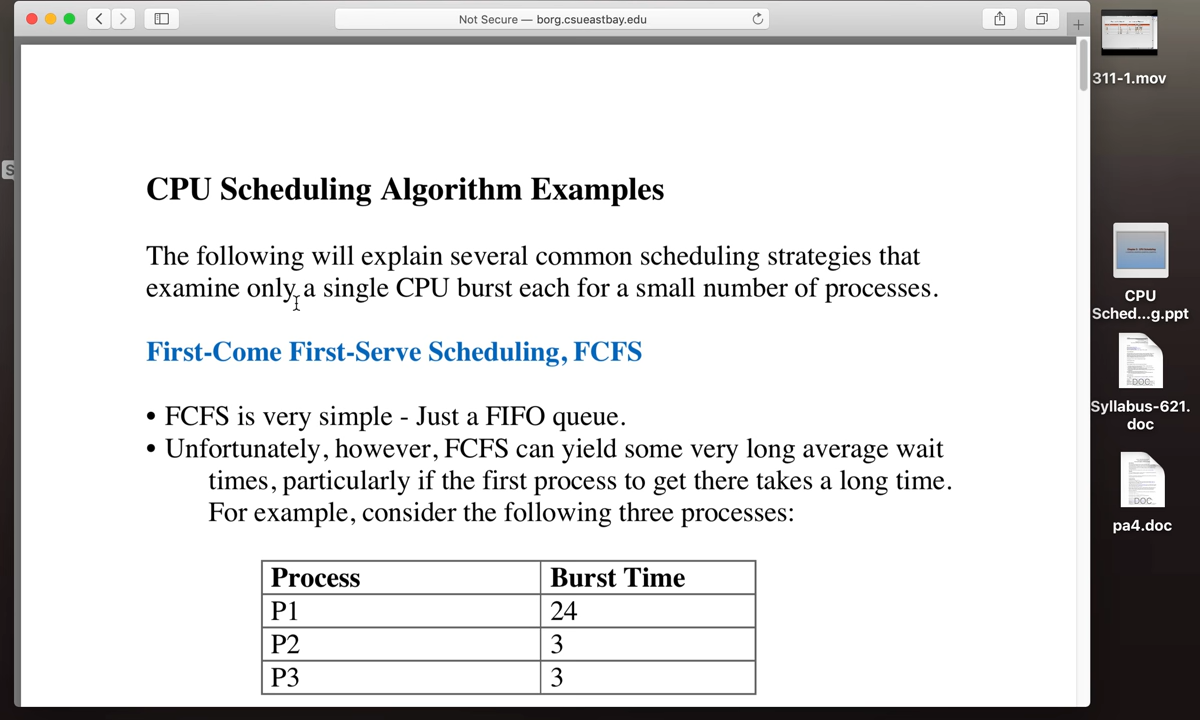 Not Secure — borg.csueastbay.edu
311-1.mov
S
CPU Scheduling Algorithm Examples
The following will explain several common scheduling strategies that
examine only a single CPU burst each for a small number of processes.
First-Come First-Serve Scheduling, FCFS
• FCFS is very simple - Just a FIFO queue.
• Unfortunately, however, FCFS can yield some very long average wait
times, particularly if the first process to get there takes a long time.
For example, consider the following three processes:
Process Burst Time
P1 24
P2 3
P3 3
CPU
Sched...g.ppt
DOC
Syllabus-621.
doc
DOC
pa4.doc